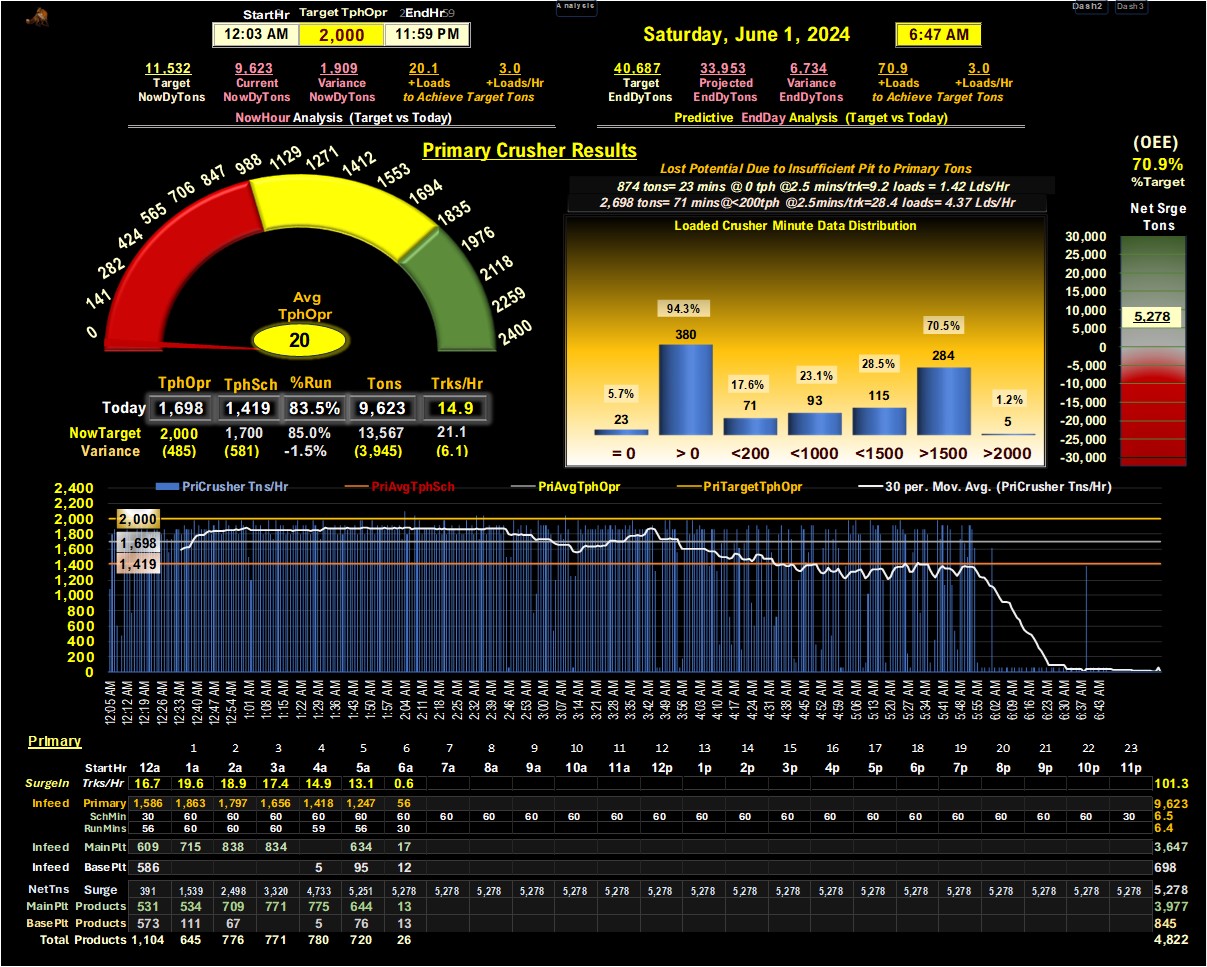 Analysis
Dash2 Dash3
StartHr Target TphOpr EndHr
12:03 AM 2,000 11:59 PM
Saturday, June 1, 2024 6:47 AM
11,532 9,623 1,909 20.1 3.0
Target Current Variance +Loads +Loads/Hr
NowDyTons NowDyTons NowDyTons to Achieve Target Tons
NowHour Analysis (Target vs Today)
40,687 33,953 6,734 70.9 3.0
Target Projected Variance +Loads +Loads/Hr
EndDyTons EndDyTons EndDyTons to Achieve Target Tons
Predictive EndDay Analysis (Target vs Today)
Primary Crusher Results
(OEE)
70.9%
%Target
Lost Potential Due to Insufficient Pit to Primary Tons
874 tons= 23 mins @ 0 tph @2.5 mins/trk=9.2 loads = 1.42 Lds/Hr
2,698 tons= 71 mins@<200tph @2.5mins/trk=28.4 loads= 4.37 Lds/Hr
0 141 282 424 565 706 847 988 1129 1271 1412 1553 1694 1835 1976 2118 2259 2400
Avg
TphOpr
20
TphOpr TphSch %Run Tons Trks/Hr
Today 1,698 1,419 83.5% 9,623 14.9
NowTarget 2,000 1,700 85.0% 13,567 21.1
Variance (485) (581) -1.5% (3,945) (6.1)
Loaded Crusher Minute Data Distribution
5.7% 94.3% 17.6% 23.1% 28.5% 70.5% 1.2%
23 380 71 93 115 284 5
= 0 > 0 <200 <1000 <1500 >1500 >2000
Net Srge
Tons
30,000
25,000
20,000
15,000
10,000
5,278
5,000
0
-5,000
-10,000
-15,000
-20,000
-25,000
-30,000
PriCrusher Tns/Hr PriAvgTphSch PriAvgTphOpr PriTargetTphOpr 30 per. Mov. Avg. (PriCrusher Tns/Hr)
2,400
2,200
2,000
1,800
1,600
1,400
1,200
1,000
800
600
400
200
0
2,000
1,698
1,419
12:05 AM 12:12 AM 12:19 AM 12:26 AM 12:33 AM 12:40 AM 12:47 AM 12:54 AM 1:01 AM 1:08 AM 1:15 AM 1:22 AM 1:29 AM 1:36 AM 1:43 AM 1:50 AM 1:57 AM 2:04 AM 2:11 AM 2:18 AM 2:25 AM 2:32 AM 2:39 AM 2:46 AM 2:53 AM 3:00 AM 3:07 AM 3:14 AM 3:21 AM 3:28 AM 3:35 AM 3:42 AM 3:49 AM 3:56 AM 4:03 AM 4:10 AM 4:17 AM 4:24 AM 4:31 AM 4:38 AM 4:45 AM 4:52 AM 4:59 AM 5:06 AM 5:13 AM 5:20 AM 5:27 AM 5:34 AM 5:41 AM 5:48 AM 5:55 AM 6:02 AM 6:09 AM 6:16 AM 6:23 AM 6:30 AM 6:37 AM 6:43 AM
Primary 1 2 3 4 5 6 7 8 9 10 11 12 13 14 15 16 17 18 19 20 21 22 23
StartHr 12a 1a 2a 3a 4a 5a 6a 7a 8a 9a 10a 11a 12p 1p 2p 3p 4p 5p 6p 7p 8p 9p 10p 11p
SurgeIn Trks/Hr 16.7 19.6 18.9 17.4 14.9 13.1 0.6 101.3
Infeed Primary 1,586 1,863 1,797 1,656 1,418 1,247 56 9,623
SchMin 30 60 60 60 60 60 60 60 60 60 60 60 60 60 60 60 60 60 60 60 60 60 60 30 6.5
RunMins 56 60 60 60 59 56 30 6.4
Infeed MainPlt 609 715 838 834 634 17 3,647
Infeed BasePlt 586 5 95 12 698
NetTns Surge 391 1,539 2,498 3,320 4,733 5,251 5,278 5,278 5,278 5,278 5,278 5,278 5,278 5,278 5,278 5,278 5,278 5,278 5,278 5,278 5,278 5,278 5,278 5,278 5,278
MainPlt Products 531 534 709 771 775 644 13 3,977
BasePlt Products 573 111 67 5 76 13 845
Total Products 1,104 645 776 771 780 720 26 4,822